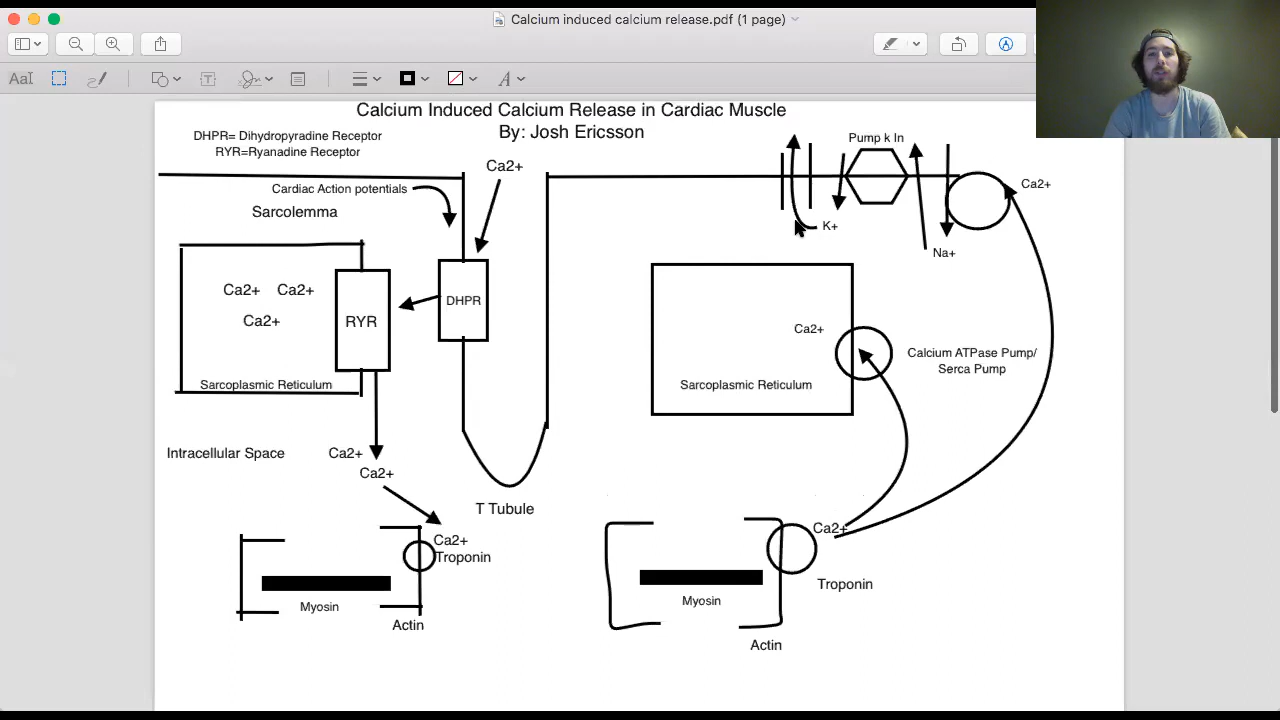 Calcium induced calcium release.pdf (1 page)
AaI
T
A
Calcium Induced Calcium Release in Cardiac Muscle
By: Josh Ericsson
DHPR= Dihydropyradine Receptor
RYR=Ryanadine Receptor
Ca2+
Cardiac Action potentials
Sarcolemma
Ca2+ Ca2+
Ca2+
RYR
DHPR
Sarcoplasmic Reticulum
Intracellular Space
Ca2+
Ca2+
T Tubule
Ca2+
Troponin
Myosin
Actin
Pump k In
Ca2+
K+
Na+
Ca2+
Calcium ATPase Pump/
Serca Pump
Sarcoplasmic Reticulum
Ca2+
Troponin
Myosin
Actin